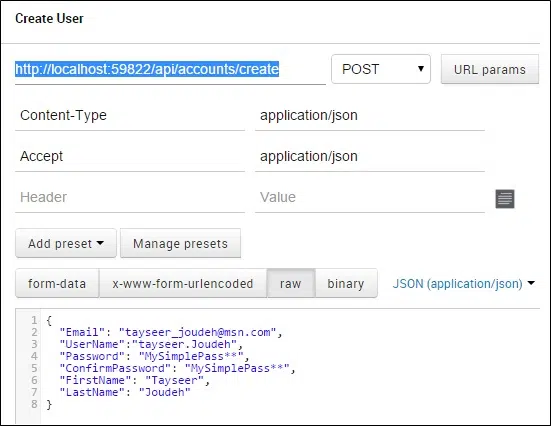 Create User
http://localhost:59822/api/accounts/create POST URL params
Content-Type application/json
Accept application/json
Header Value
Add preset Manage presets
form-data x-www-form-urlencoded raw binary JSON (application/json)
1 {
2 "Email": "tayseer_joudeh@msn.com",
3 "UserName":"tayseer.Joudeh",
4 "Password": "MySimplePass**",
5 "ConfirmPassword": "MySimplePass**",
6 "FirstName": "Tayseer",
7 "LastName": "Joudeh"
8 }